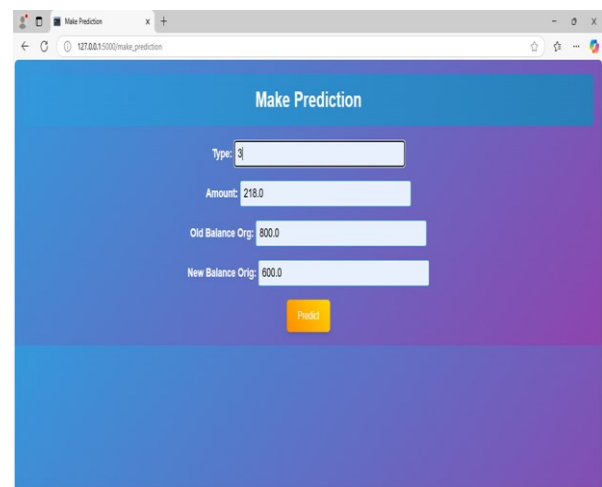 Make Prediction
127.0.0.1:5000/make_prediction
Make Prediction
Type: 3
Amount: 218.0
Old Balance Org: 800.0
New Balance Orig: 600.0
Predict